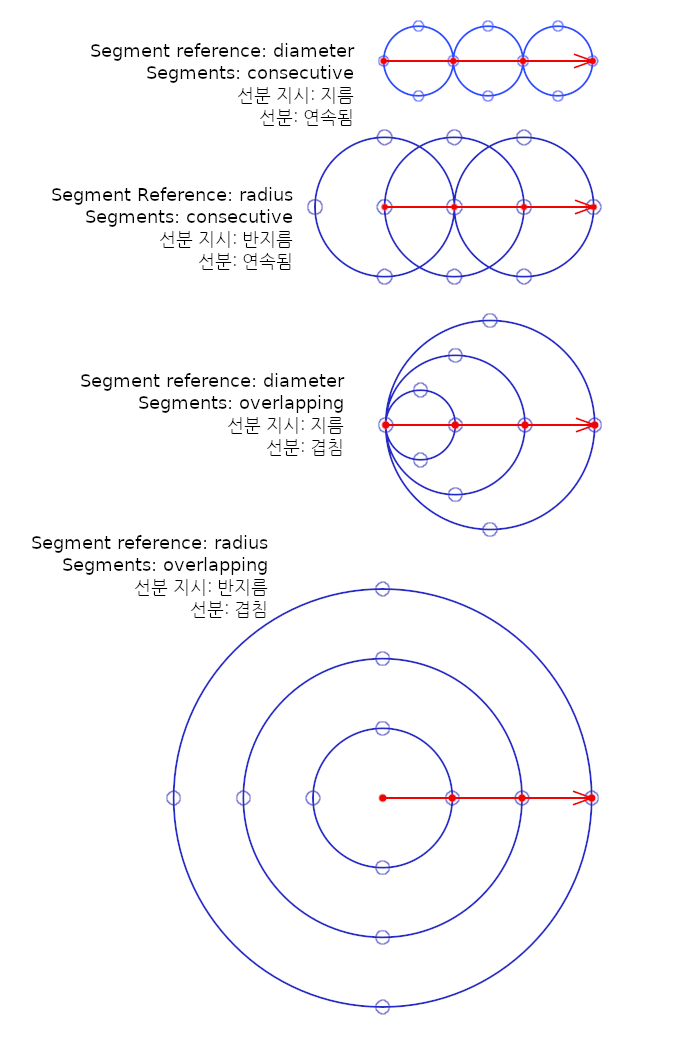 Segment reference: diameter
Segments: consecutive
선분 지시: 지름
선분: 연속됨
Segment Reference: radius
Segments: consecutive
선분 지시: 반지름
선분: 연속됨
Segment reference: diameter
Segments: overlapping
선분 지시: 지름
선분: 겹침
Segment reference: radius
Segments: overlapping
선분 지시: 반지름
선분: 겹침